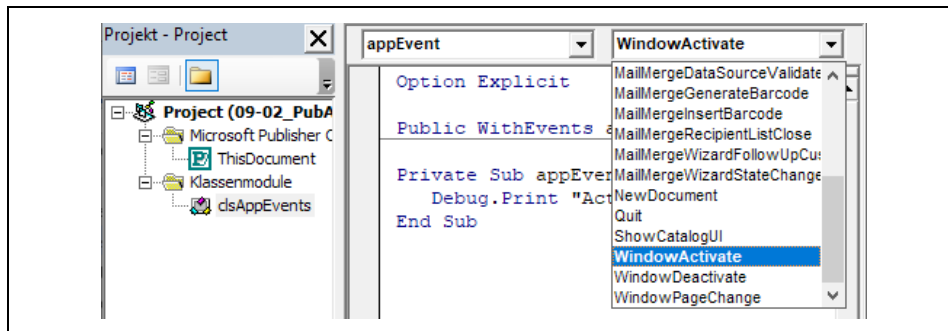 Projekt - Project
Project (09-02_PubA
Microsoft Publisher O
ThisDocument
Klassenmodule
clsAppEvents
appEvent
WindowActivate
Option Explicit
Public WithEvents a
Private Sub appEver
Debug.Print "Act
End Sub
MailMergeDataSourceValidate
MailMergeGenerateBarcode
MailMergeInsertBarcode
MailMergeRecipientListClose
MailMergeWizardFollowUpCus
MailMergeWizardStateChange
NewDocument
Quit
ShowCatalogUI
WindowActivate
WindowDeactivate
WindowPageChange